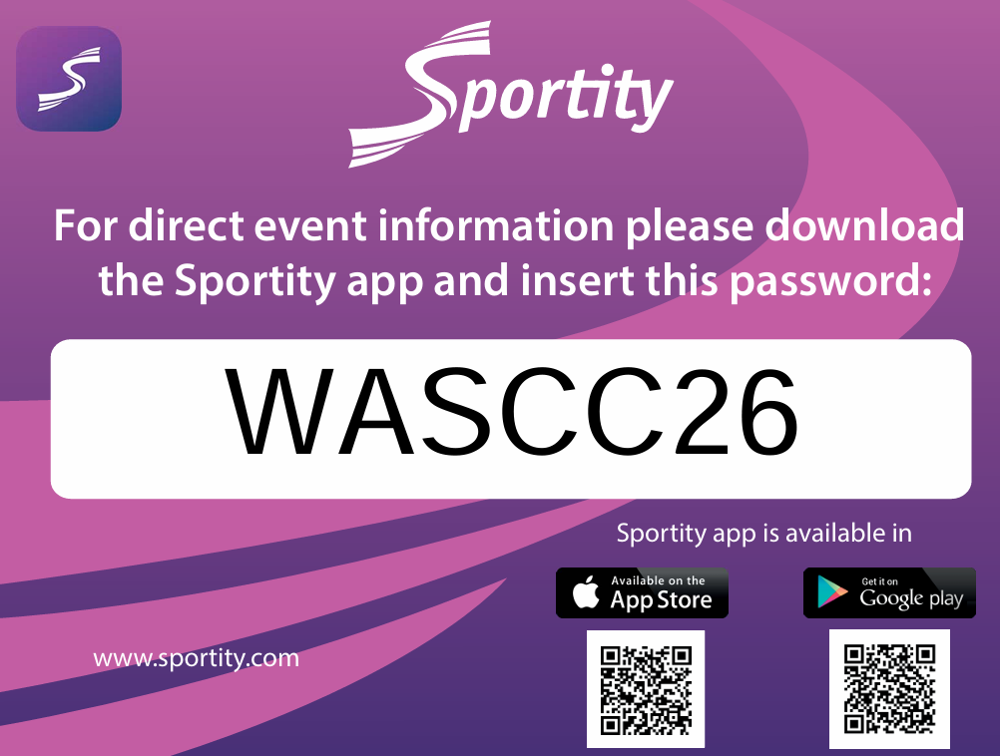 Sportity
For direct event information please download
the Sportity app and insert this password:
WASCC26
Sportity app is available in
Available on the
App Store
Get it on
Google play
www.sportity.com